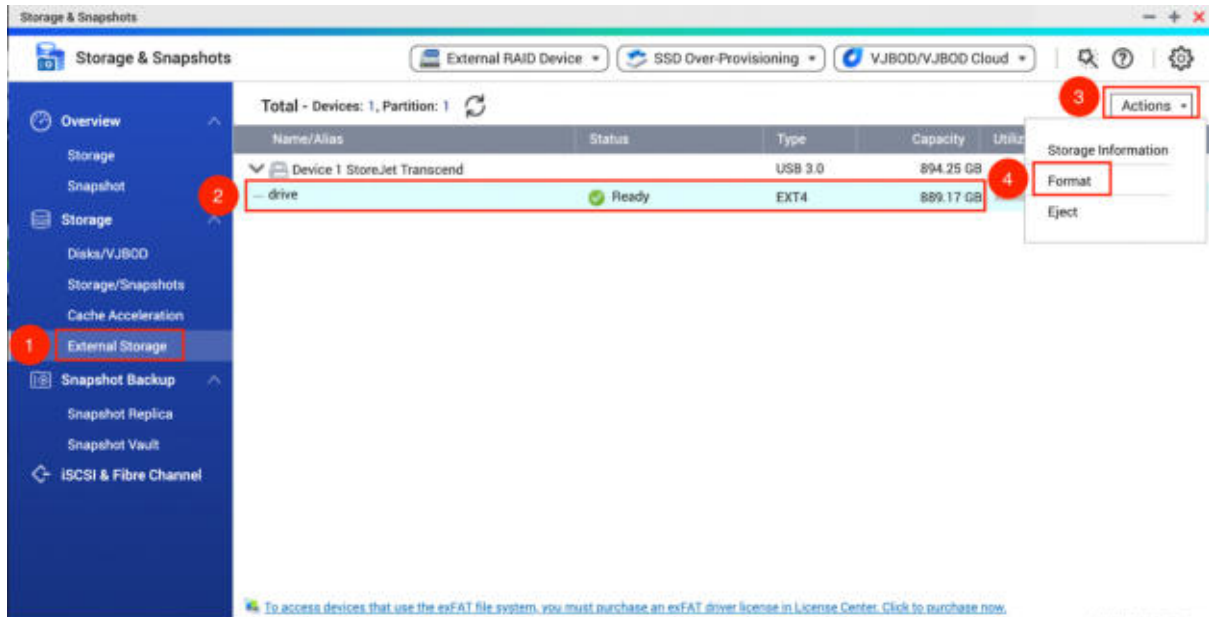 Storage & Snapshots
Storage & Snapshots
External RAID Device
SSD Over-Provisioning
VJBOD/VJBOD Cloud
Overview
Storage
Snapshot
Storage
Disks/VJBOD
Storage/Snapshots
Cache Acceleration
1
External Storage
Snapshot Backup
Snapshot Replica
Snapshot Vault
iSCSI & Fibre Channel
Total - Devices: 1, Partition: 1
3
Actions
Name/Alias Status Type Capacity
Device 1 StoreJet Transcend USB 3.0 894.25 GB
2
drive Ready EXT4 889.17 GB
Storage Information
4
Format
Eject
To access devices that use the exFAT file system, you must purchase an exFAT driver license in License Center. Click to purchase now.